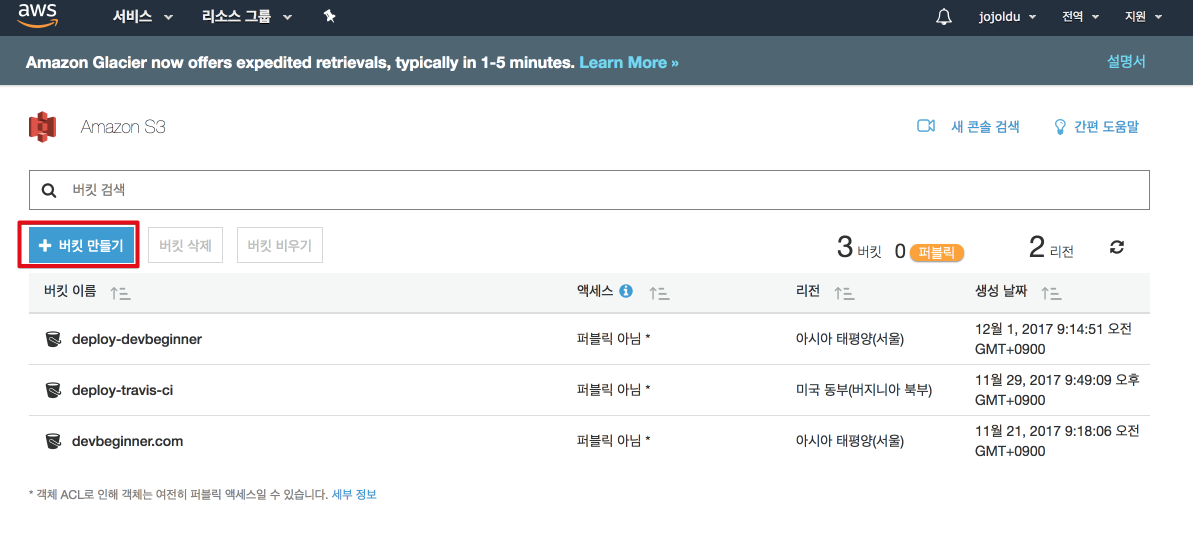 aws 서비스 리소스 그룹 jojoldu 전역 지원
Amazon Glacier now offers expedited retrievals, typically in 1-5 minutes. Learn More » 설명서
Amazon S3 새 콘솔 검색 간편 도움말
버킷 검색
+ 버킷 만들기 버킷 삭제 버킷 비우기 3 버킷 0 퍼블릭 2 리전
버킷 이름 액세스 리전 생성 날짜
deploy-devbeginner 퍼블릭 아님 * 아시아 태평양(서울) 12월 1, 2017 9:14:51 오전
GMT+0900
deploy-travis-ci 퍼블릭 아님 * 미국 동부(버지니아 북부) 11월 29, 2017 9:49:09 오후
GMT+0900
devbeginner.com 퍼블릭 아님 * 아시아 태평양(서울) 11월 21, 2017 9:18:06 오전
GMT+0900
* 객체 ACL로 인해 객체는 여전히 퍼블릭 액세스일 수 있습니다. 세부 정보